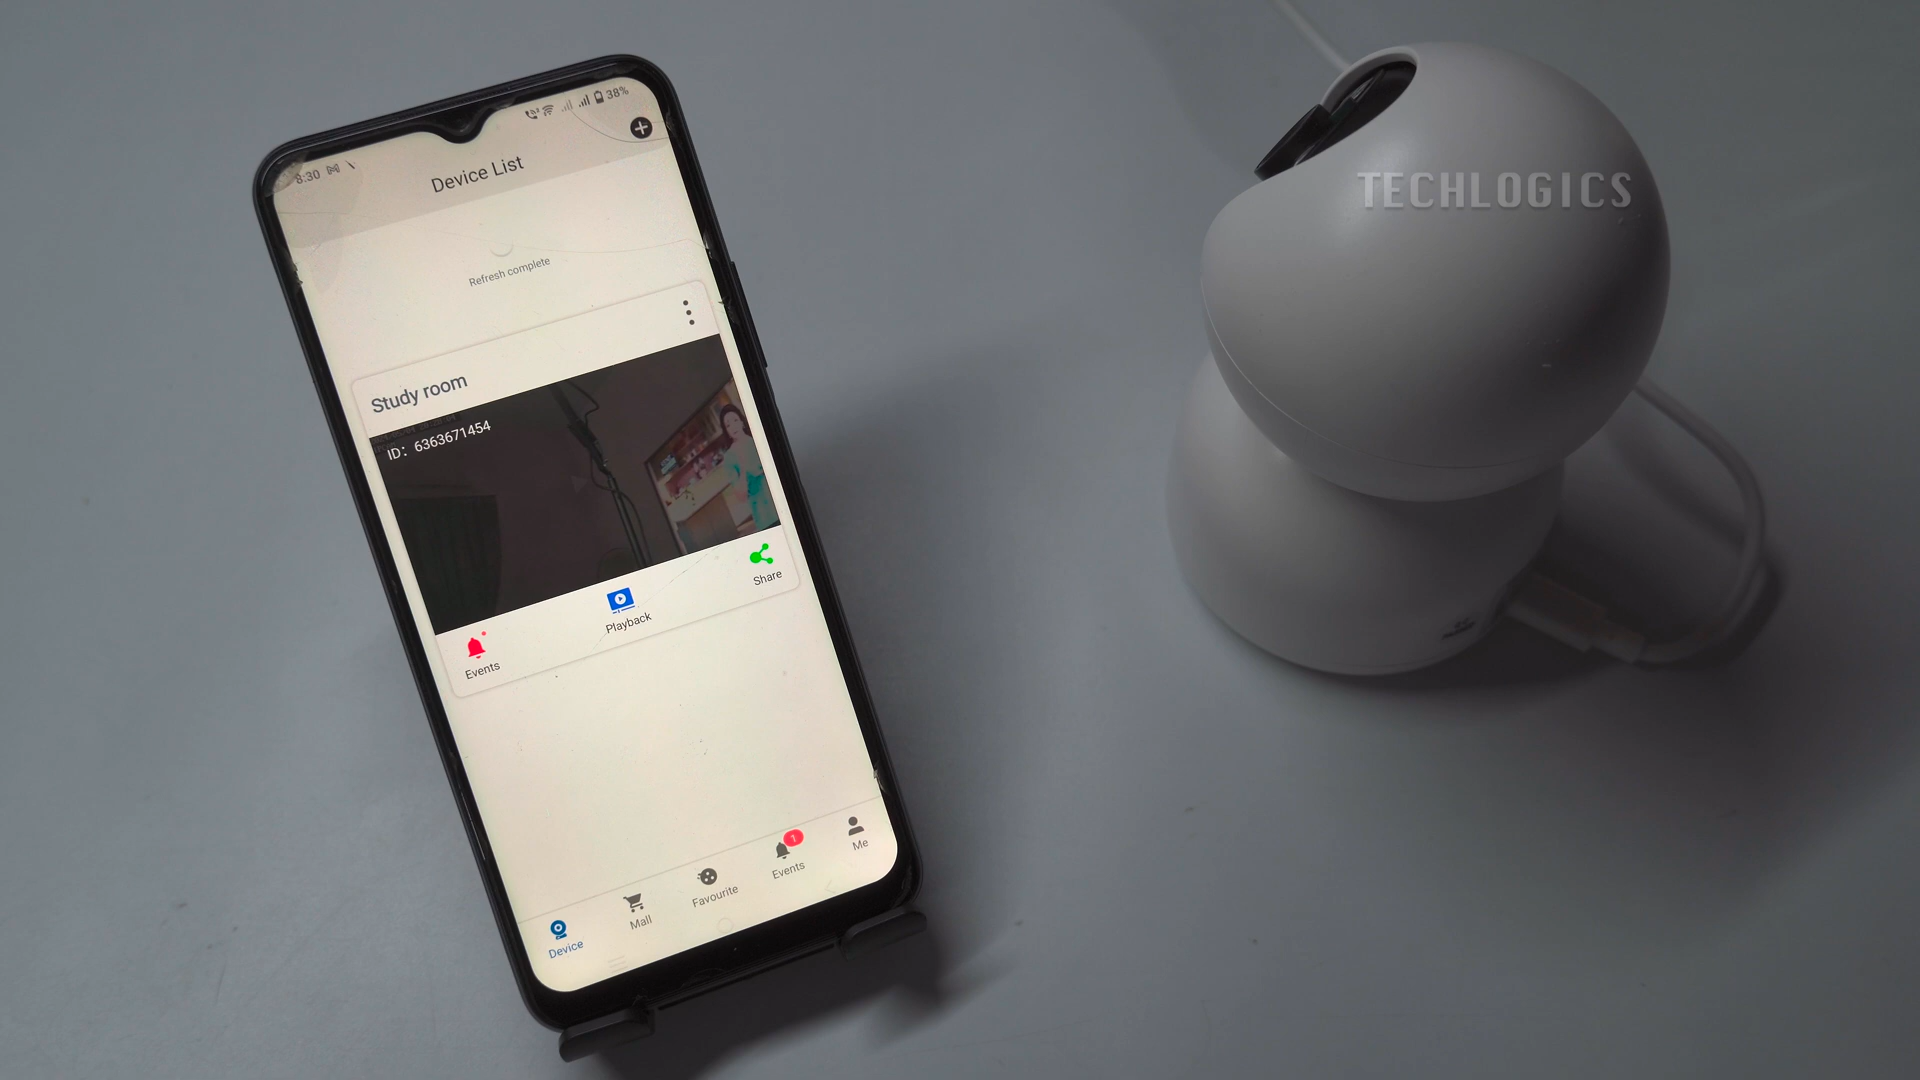 8:30
38%
Device List
Refresh complete
Study room
ID: 6363671454
Events
Playback
Share
Device
Mall
Favourite
Events
1
Me
TECHLOGICS